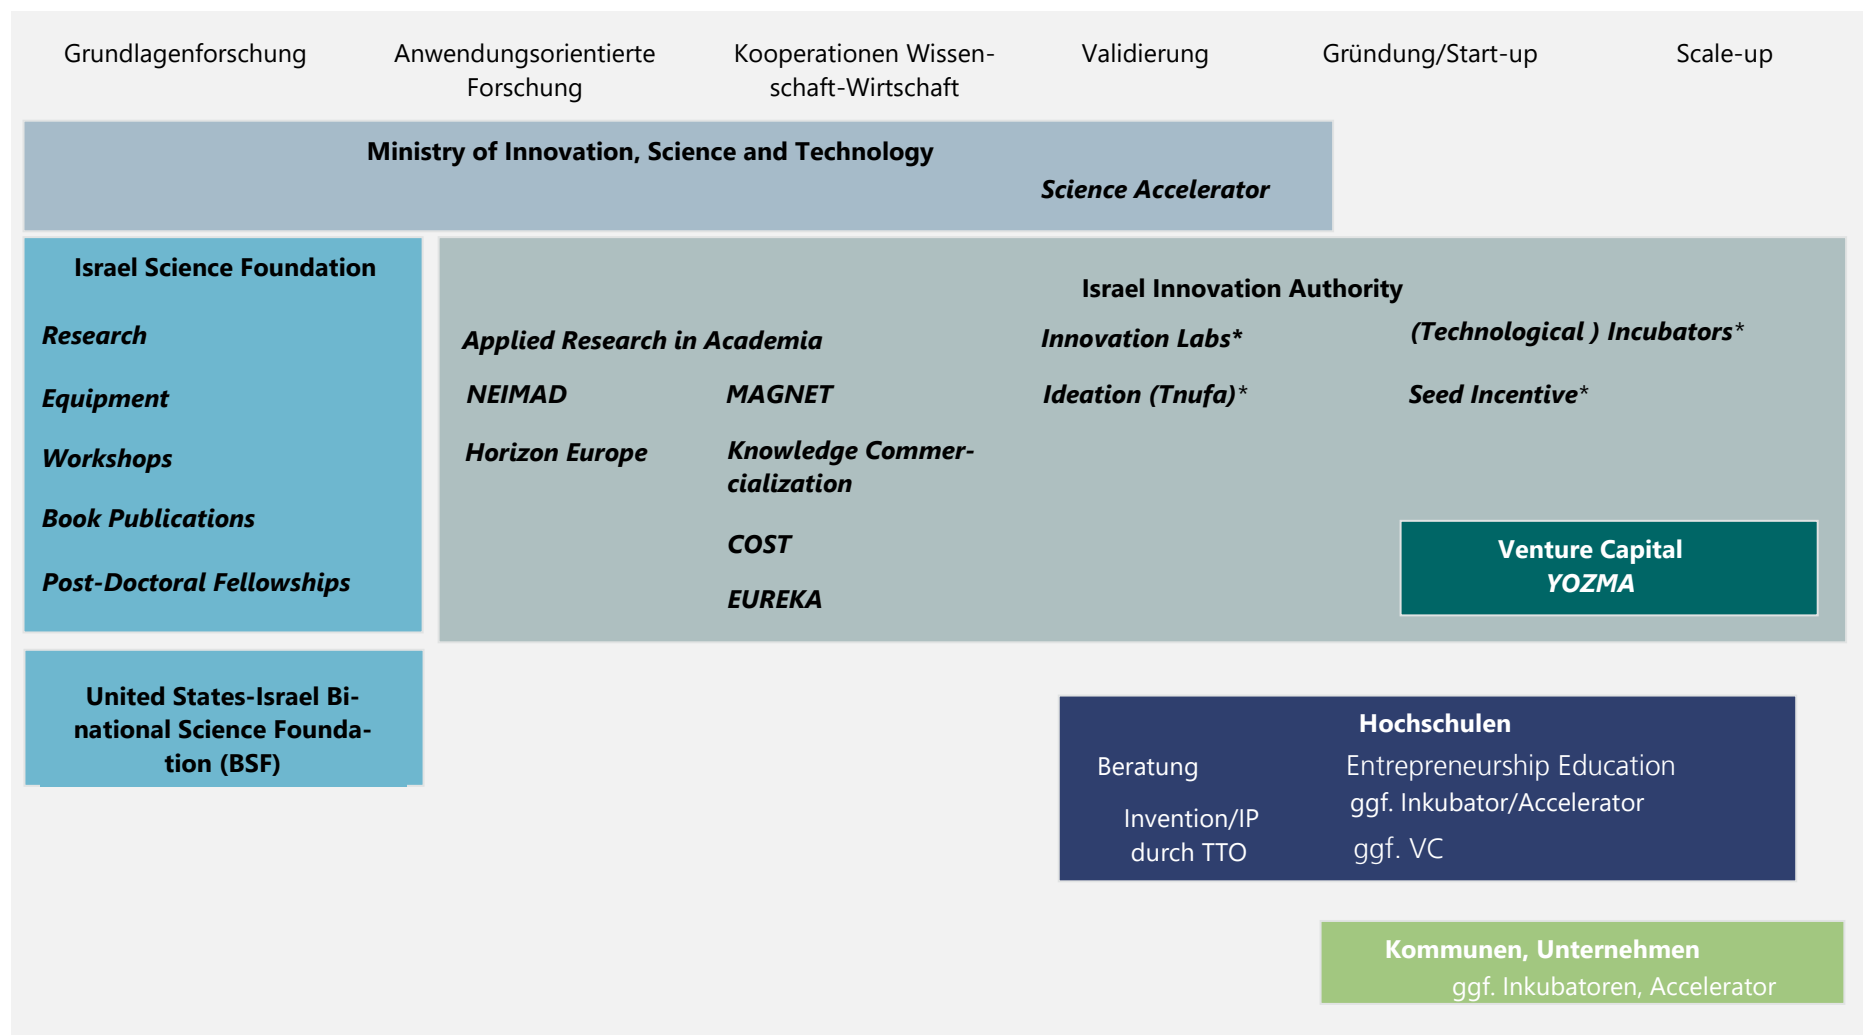 Grundlagenforschung
Anwendungsorientierte
Forschung
Kooperationen Wissen-
schaft-Wirtschaft
Validierung
Gründung/Start-up
Scale-up
Ministry of Innovation, Science and Technology
Science Accelerator
Israel Science Foundation
Research
Equipment
Workshops
Book Publications
Post-Doctoral Fellowships
Israel Innovation Authority
Applied Research in Academia
NEIMAD
Horizon Europe
MAGNET
Knowledge Commer-
cialization
COST
EUREKA
Innovation Labs*
Ideation (Tnufa)*
(Technological ) Incubators*
Seed Incentive*
Venture Capital
YOZMA
United States-Israel Bi-
national Science Founda-
tion (BSF)
Hochschulen
Beratung
Invention/IP
durch TTO
Entrepreneurship Education
ggf. Inkubator/Accelerator
ggf. VC
Kommunen, Unternehmen
ggf. Inkubatoren, Accelerator